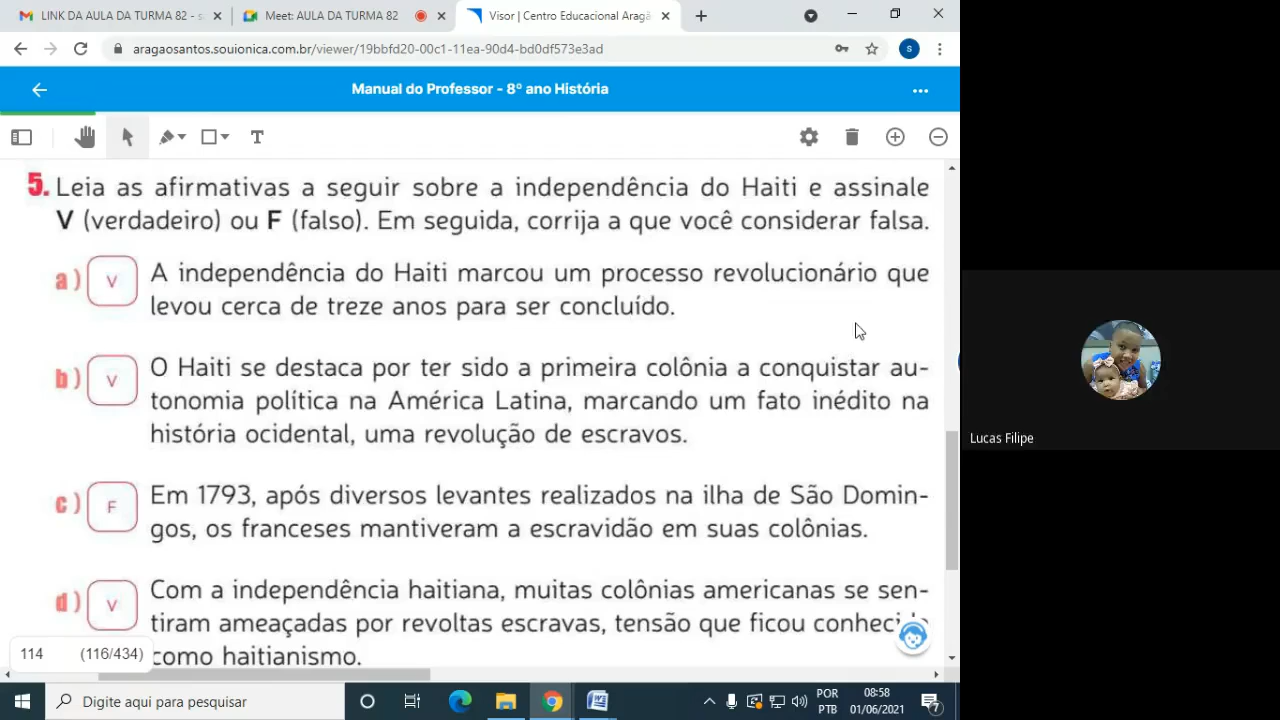 LINK DA AULA DA TURMA 82 - s
Meet: AULA DA TURMA 82
Visor | Centro Educacional Aragã
aragaosantos.souionica.com.br/viewer/19bbfd20-00c1-11ea-90d4-bd0df573e3ad
s
Manual do Professor - 8º ano História
T
5. Leia as afirmativas a seguir sobre a independência do Haiti e assinale
V (verdadeiro) ou F (falso). Em seguida, corrija a que você considerar falsa.
a) V A independência do Haiti marcou um processo revolucionário que
levou cerca de treze anos para ser concluído.
b) V O Haiti se destaca por ter sido a primeira colônia a conquistar au-
tonomia política na América Latina, marcando um fato inédito na
história ocidental, uma revolução de escravos.
c) F Em 1793, após diversos levantes realizados na ilha de São Domin-
gos, os franceses mantiveram a escravidão em suas colônias.
d) V Com a independência haitiana, muitas colônias americanas se sen-
tiram ameaçadas por revoltas escravas, tensão que ficou conheci
como haitianismo.
114 (116/434)
Lucas Filipe
Digite aqui para pesquisar
POR
PTB
08:58
01/06/2021
7